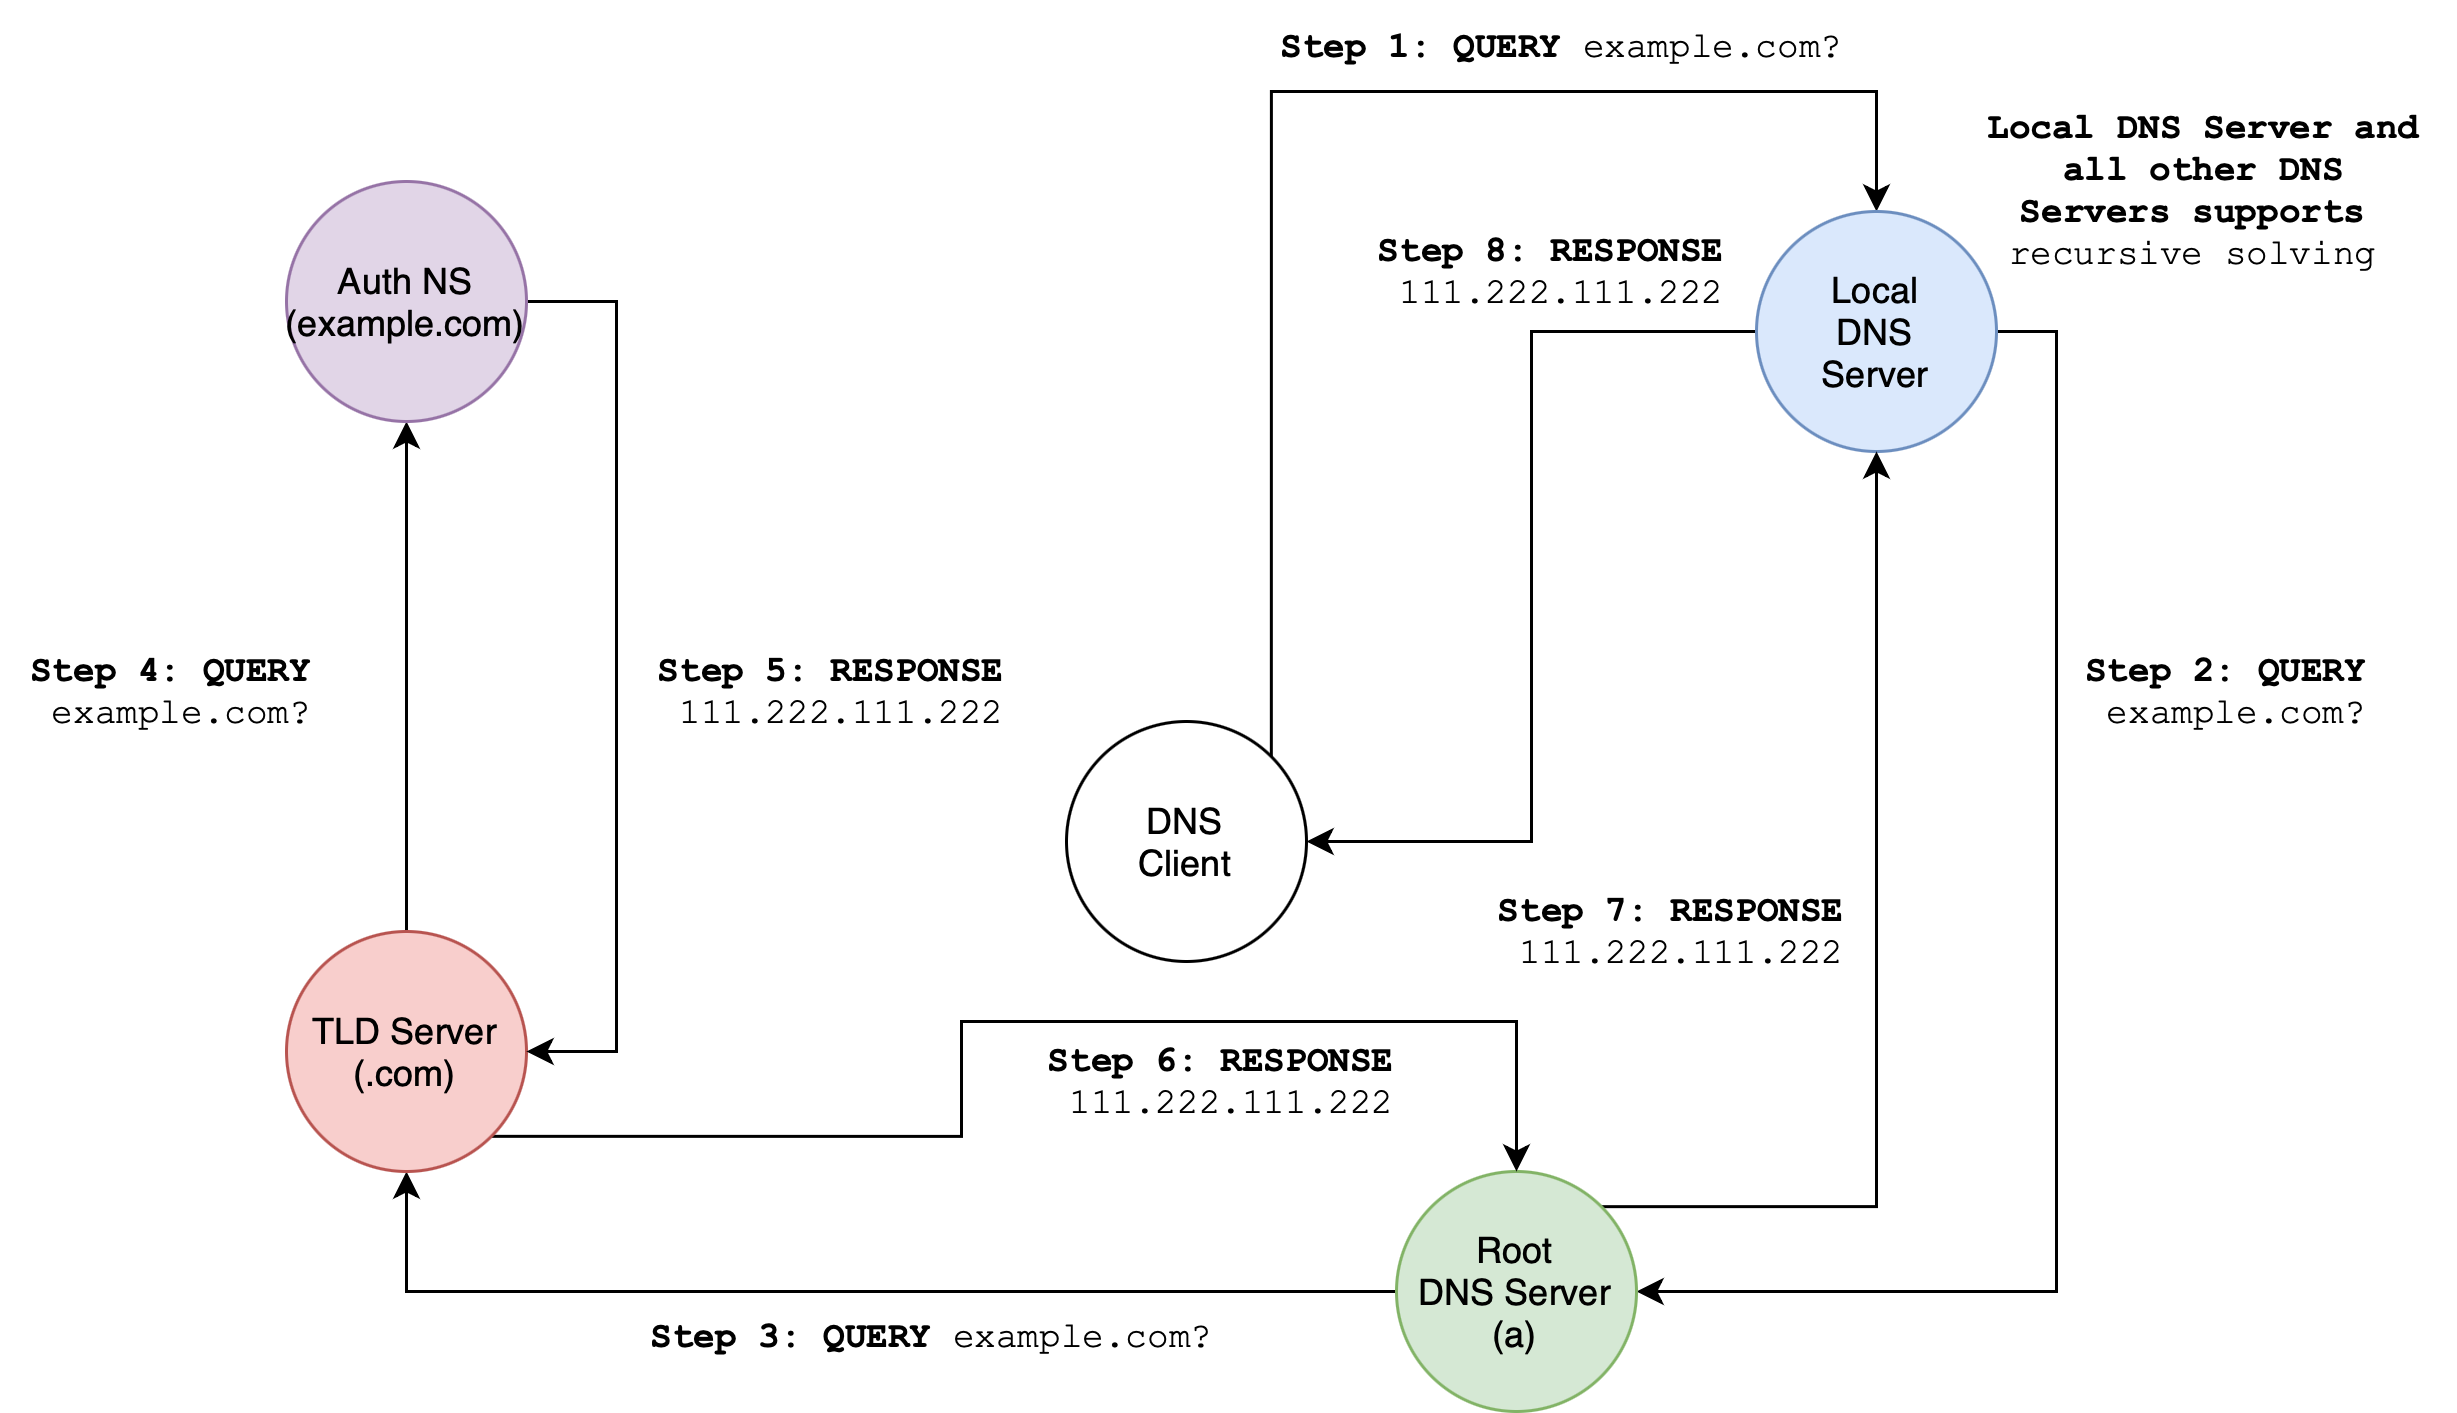 Step 1: QUERY example.com?
Local DNS Server and
all other DNS
Servers supports
recursive solving
Step 8: RESPONSE
111.222.111.222
Local
DNS
Server
Auth NS
(example.com)
Step 4: QUERY
example.com?
Step 5: RESPONSE
111.222.111.222
Step 2: QUERY
example.com?
DNS
Client
Step 7: RESPONSE
111.222.111.222
TLD Server
(.com)
Step 6: RESPONSE
111.222.111.222
Root
DNS Server
(a)
Step 3: QUERY example.com?